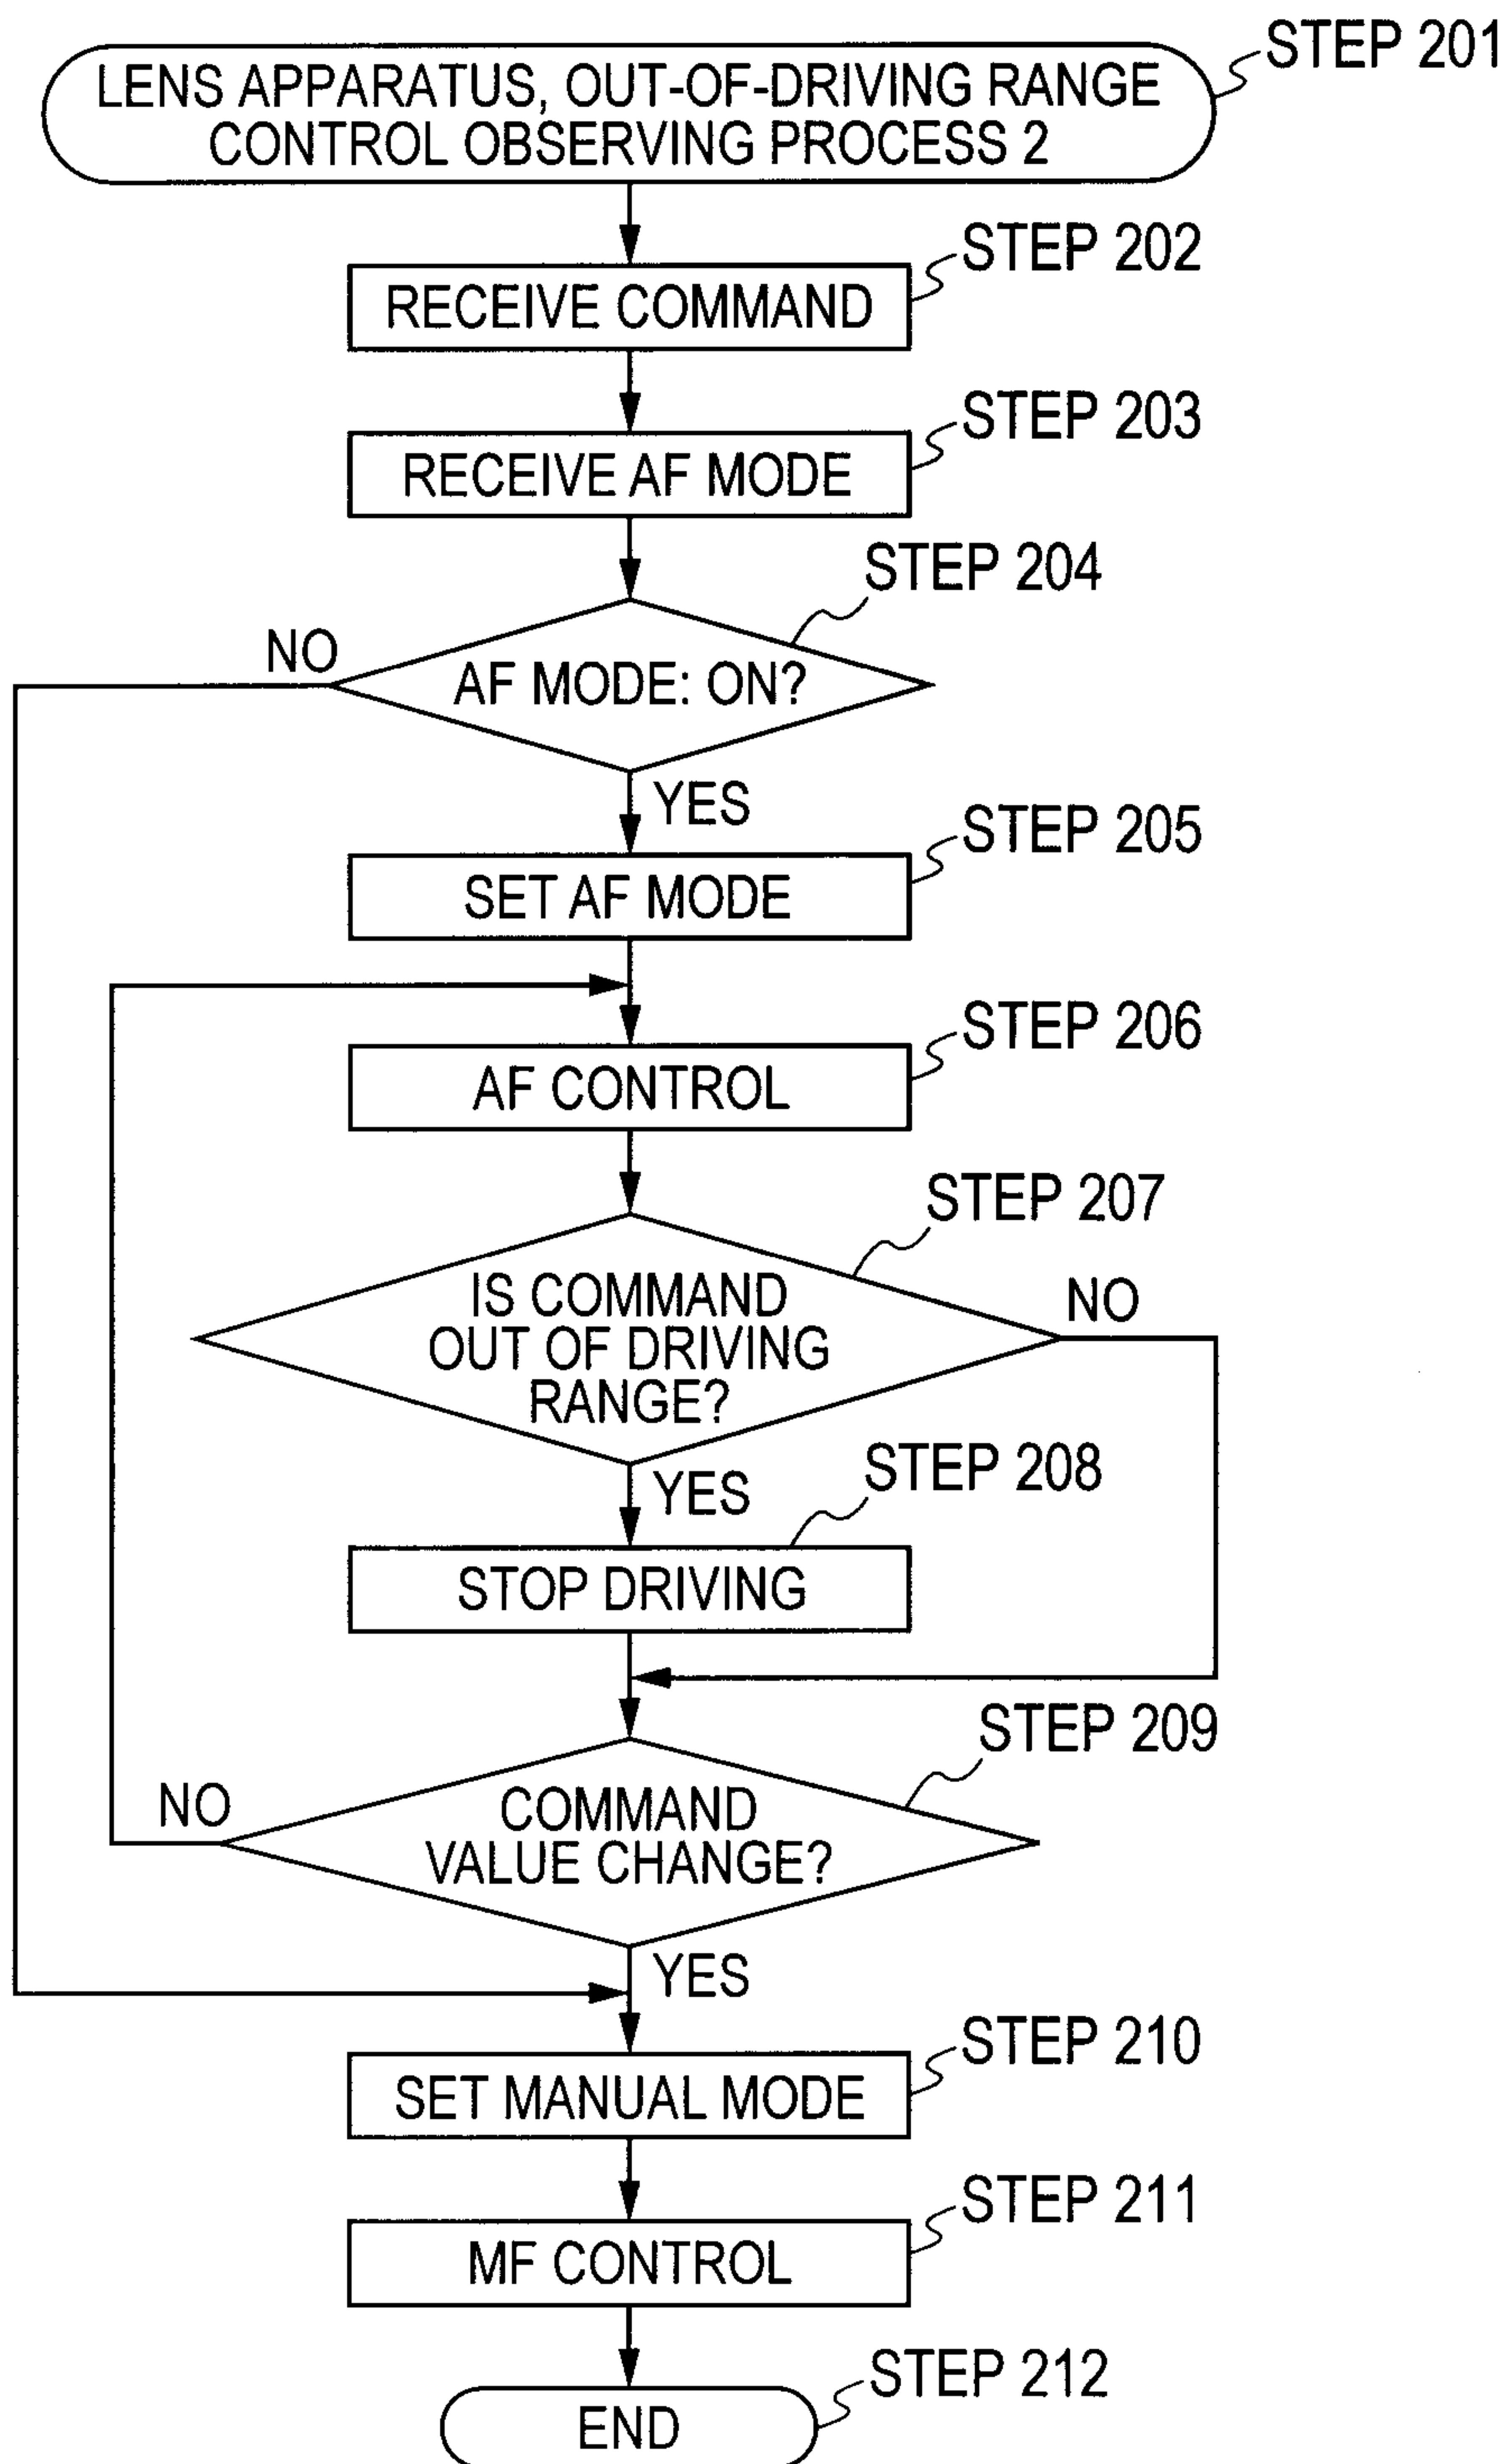 STEP 201
LENS APPARATUS, OUT-OF-DRIVING RANGE
CONTROL OBSERVING PROCESS 2
STEP 202
RECEIVE COMMAND
STEP 203
RECEIVE AF MODE
STEP 204
NO
AF MODE: ON?
YES
STEP 205
SET AF MODE
STEP 206
AF CONTROL
STEP 207
IS COMMAND
NO
OUT OF DRIVING
RANGE?
STEP 208
YES
STOP DRIVING
STEP 209
NO
COMMAND
VALUE CHANGE?
YES
STEP 210
SET MANUAL MODE
STEP 211
MF CONTROL
STEP 212
END